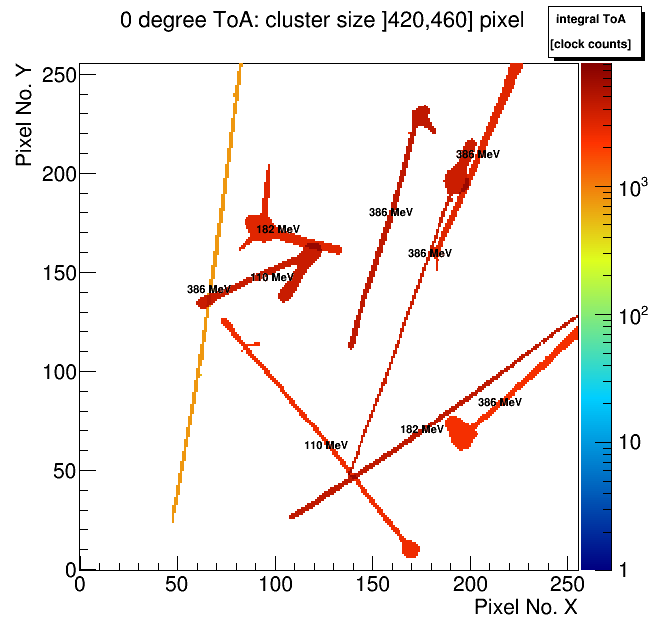 0 degree ToA: cluster size ]420,460] pixel
integral ToA
[clock counts]
Pixel No. Y
250
200
150
100
50
0
386 MeV
386 MeV
182 MeV
386 MeV
110 MeV
386 MeV
386 MeV
182 MeV
110 MeV
10³
10²
10
1
0
50
100
150
200
250
Pixel No. X